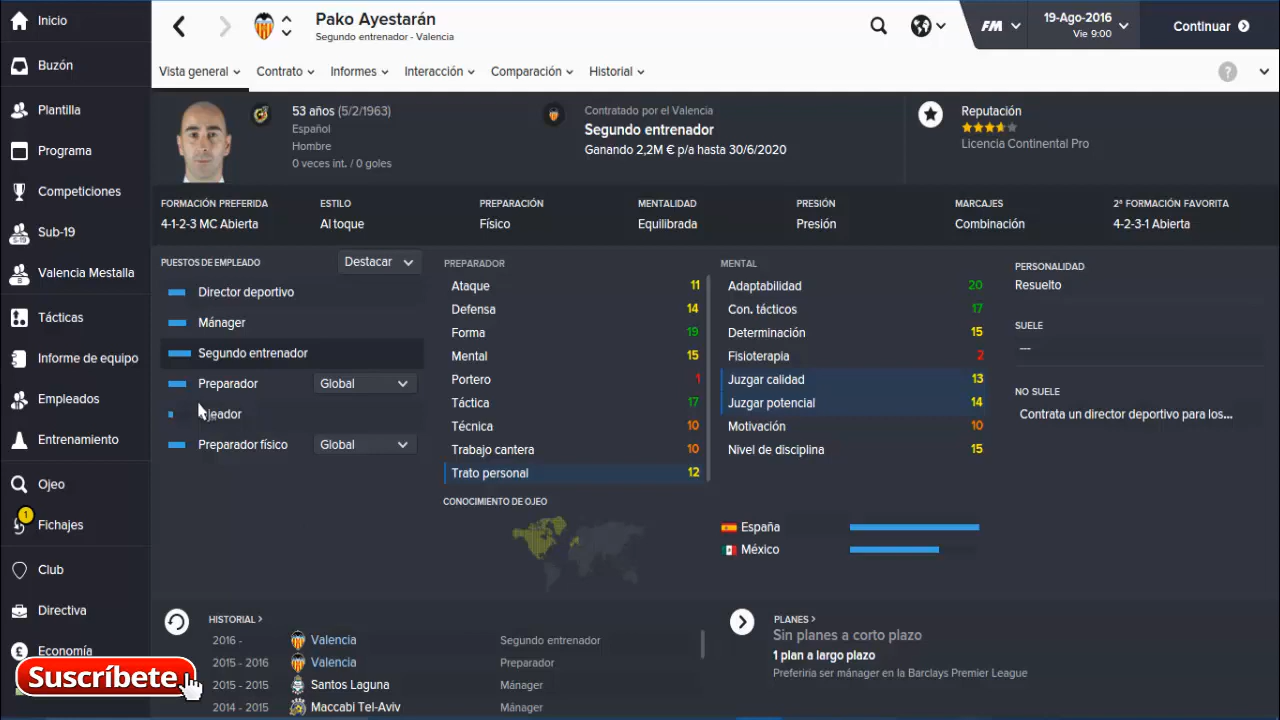 Inicio
Buzón
Plantilla
Programa
Competiciones
Sub-19
S-19
Valencia Mestalla
B
Tácticas
Informe de equipo
Empleados
Entrenamiento
Ojeo
1
Fichajes
Club
Directiva
Economía
Suscríbete
Pako Ayestarán
Segundo entrenador - Valencia
FM
19-Ago-2016
Vie 9:00
Continuar
Vista general
Contrato
Informes
Interacción
Comparación
Historial
?
53 años (5/2/1963)
Español
Hombre
0 veces int. / 0 goles
Contratado por el Valencia
Segundo entrenador
Ganando 2,2M € p/a hasta 30/6/2020
Reputación
Licencia Continental Pro
FORMACIÓN PREFERIDA
4-1-2-3 MC Abierta
ESTILO
Al toque
PREPARACIÓN
Físico
MENTALIDAD
Equilibrada
PRESIÓN
Presión
MARCAJES
Combinación
2ª FORMACIÓN FAVORITA
4-2-3-1 Abierta
PUESTOS DE EMPLEADO
Destacar
Director deportivo
Mánager
Segundo entrenador
Preparador Global
eador
Preparador físico Global
PREPARADOR
Ataque 11
Defensa 14
Forma 19
Mental 15
Portero 1
Táctica 17
Técnica 10
Trabajo cantera 10
Trato personal 12
MENTAL
Adaptabilidad 20
Con. tácticos 17
Determinación 15
Fisioterapia 2
Juzgar calidad 13
Juzgar potencial 14
Motivación 10
Nivel de disciplina 15
PERSONALIDAD
Resuelto
SUELE
---
NO SUELE
Contrata un director deportivo para los...
CONOCIMIENTO DE OJEO
España
México
HISTORIAL >
2016 - Valencia Segundo entrenador
2015 - 2016 Valencia Preparador
2015 - 2015 Santos Laguna Mánager
2014 - 2015 Maccabi Tel-Aviv Mánager
PLANES >
Sin planes a corto plazo
1 plan a largo plazo
Preferiría ser mánager en la Barclays Premier League